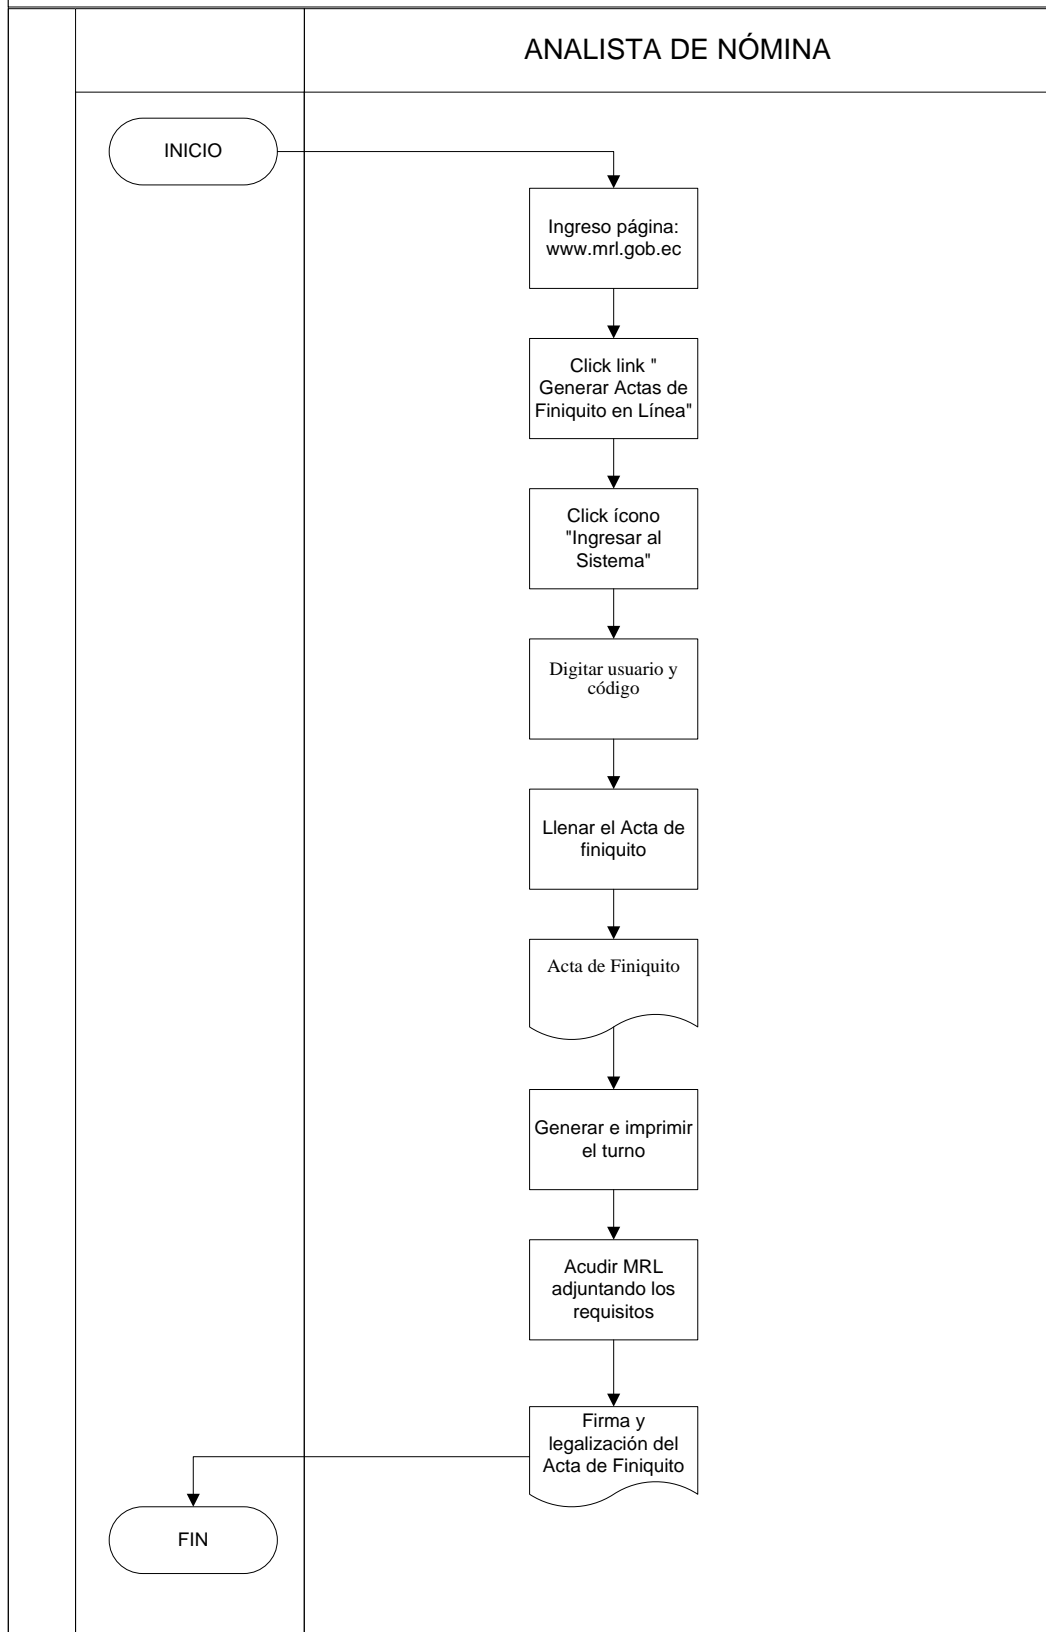 ANALISTA DE NÓMINA
INICIO
Ingreso página:
www.mrl.gob.ec
Click link "
Generar Actas de
Finiquito en Línea"
Click ícono
"Ingresar al
Sistema"
Digitar usuario y
código
Llenar el Acta de
finiquito
Acta de Finiquito
Generar e imprimir
el turno
Acudir MRL
adjuntando los
requisitos
Firma y
legalización del
Acta de Finiquito
FIN